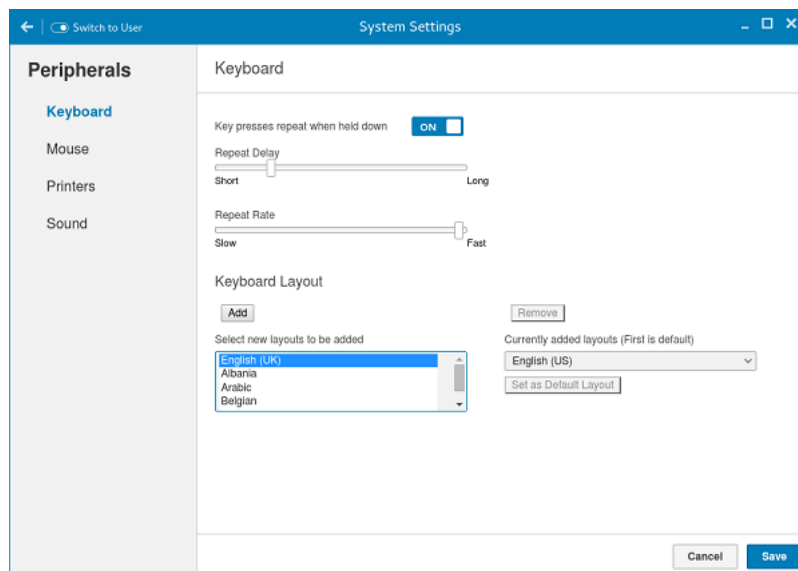 Switch to User
System Settings
Peripherals
Keyboard
Mouse
Printers
Sound
Keyboard
Key presses repeat when held down
ON
Repeat Delay
Short Long
Repeat Rate
Slow Fast
Keyboard Layout
Add
Remove
Select new layouts to be added
English (UK)
Albania
Arabic
Belgian
Currently added layouts (First is default)
English (US)
Set as Default Layout
Cancel Save